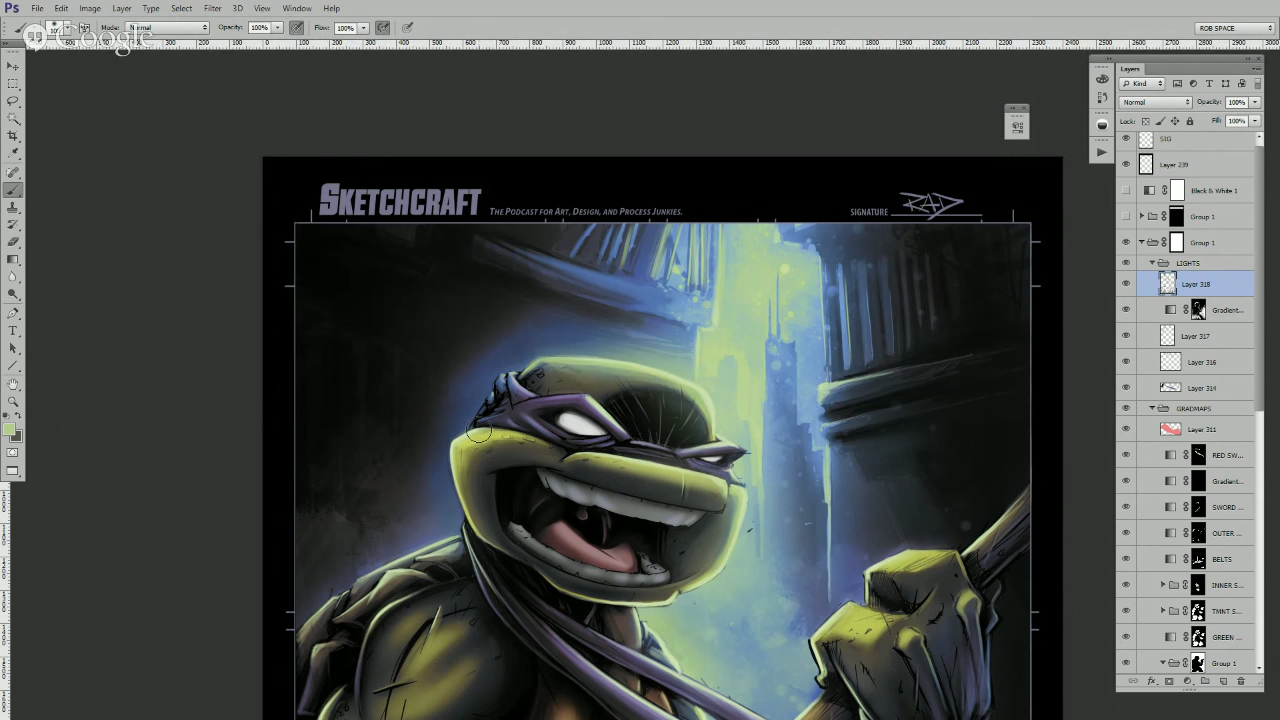 Ps File Edit Image Layer Type Select Filter 3D View Window Help
Mode: Normal Opacity: 100% Flow: 100% ROB SPACE
Google
Layers
Kind
Normal Opacity: 100%
Lock: Fill: 100%
SIG
Layer 239
Black & White 1
Group 1
Group 1
LIGHTS
Layer 318
Gradient...
Layer 317
Layer 316
Layer 314
GRADMAPS
Layer 311
RED SW...
Gradient...
SWORD ...
OUTER ...
BELTS
INNER S...
TMNT S...
GREEN ...
Group 1
SKETCHCRAFT THE PODCAST FOR ART, DESIGN, AND PROCESS JUNKIES. SIGNATURE RAD